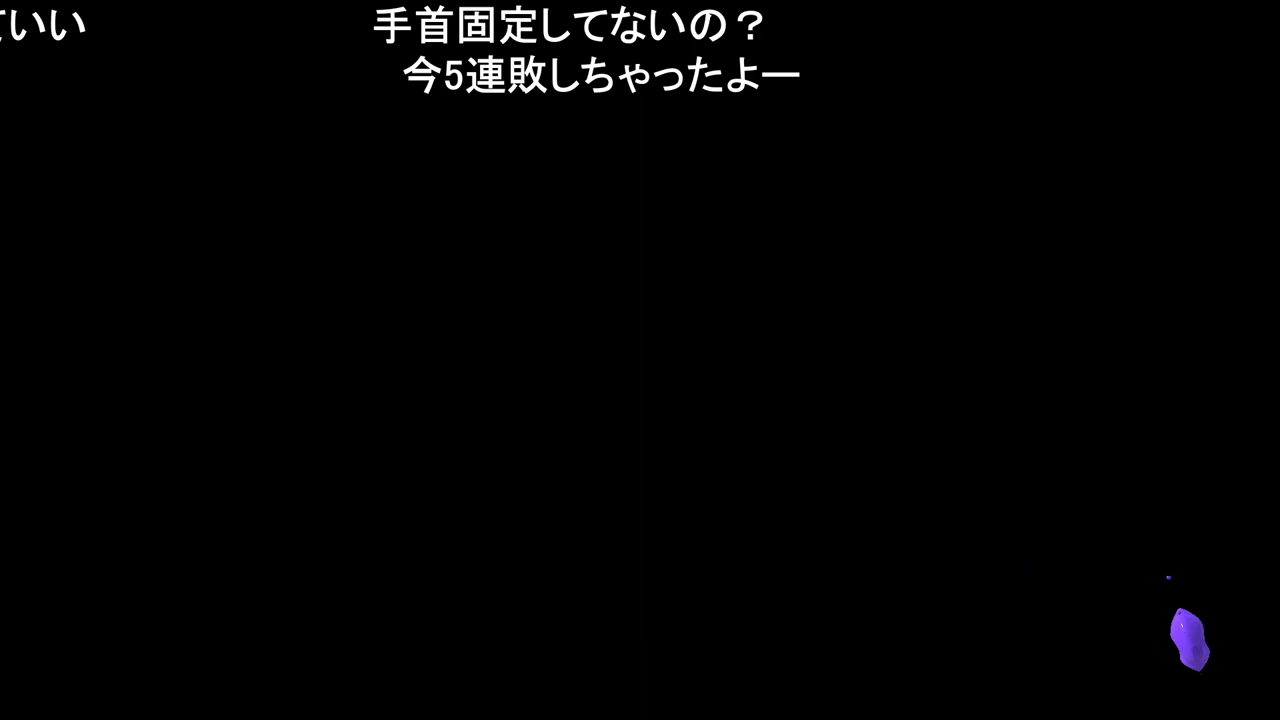 ていい
手首固定してないの？
今5連敗しちゃったよー